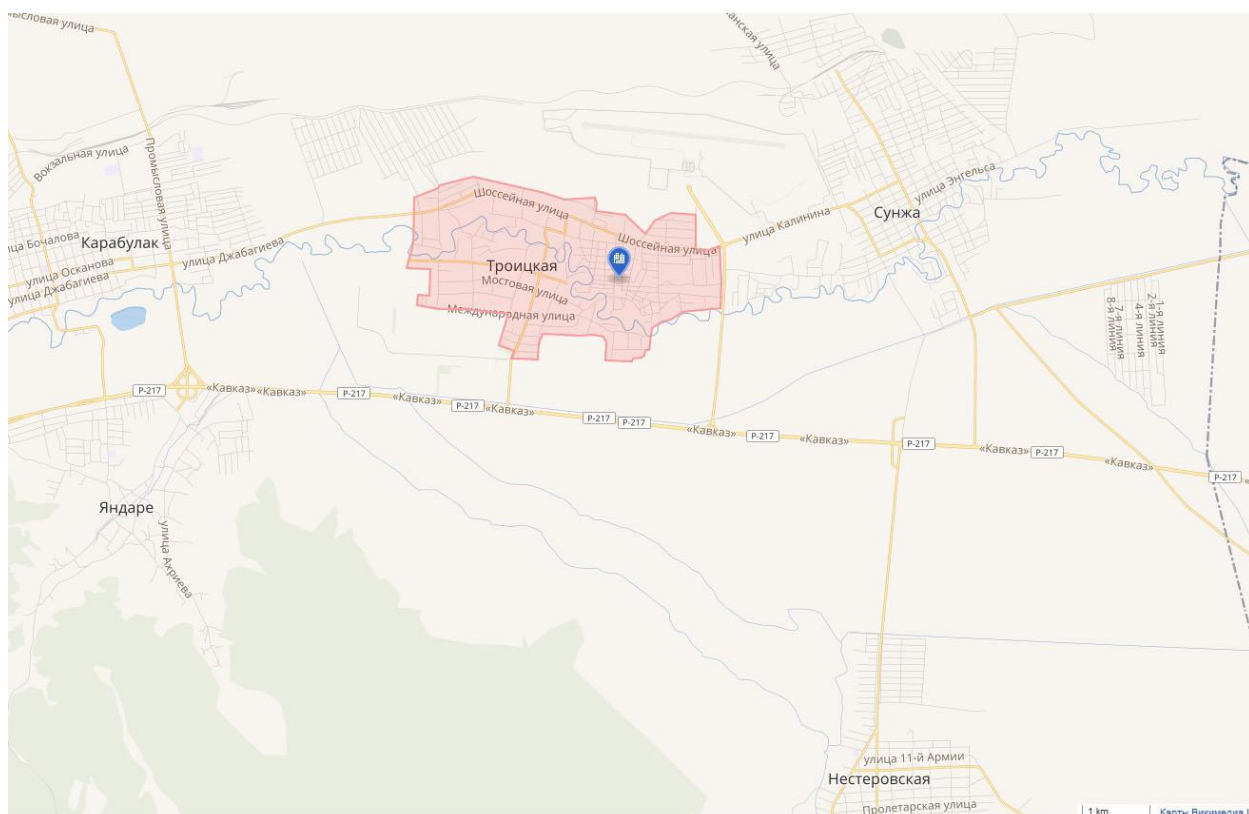 мысловая улица
анская улица
Вокзальная улица
Промысловая улица
улица Энгельса
Шоссейная улица
Сунжа
улица Калинина
Шоссейная улица
ца Бочалова
Карабулак
улица Джабагиева
Троицкая
улица Осканова
улица Джабагиева
Мостовая улица
Международная улица
1-я линия
2-я линия
4-я линия
7-я линия
8-я линия
Р-217
«Кавказ»
«Кавказ»
Р-217
«Кавказ»
Р-217
«Кавказ»
Р-217
Р-217
«Кавказ»
Р-217
«Кавказ»
Р-217
«Кавказ»
Р-217
«Кавказ»
Р-217
Яндаре
улица Ахриева
улица 11-й Армии
Нестеровская
Пролетарская улица
1 km
Карты Викимедиа